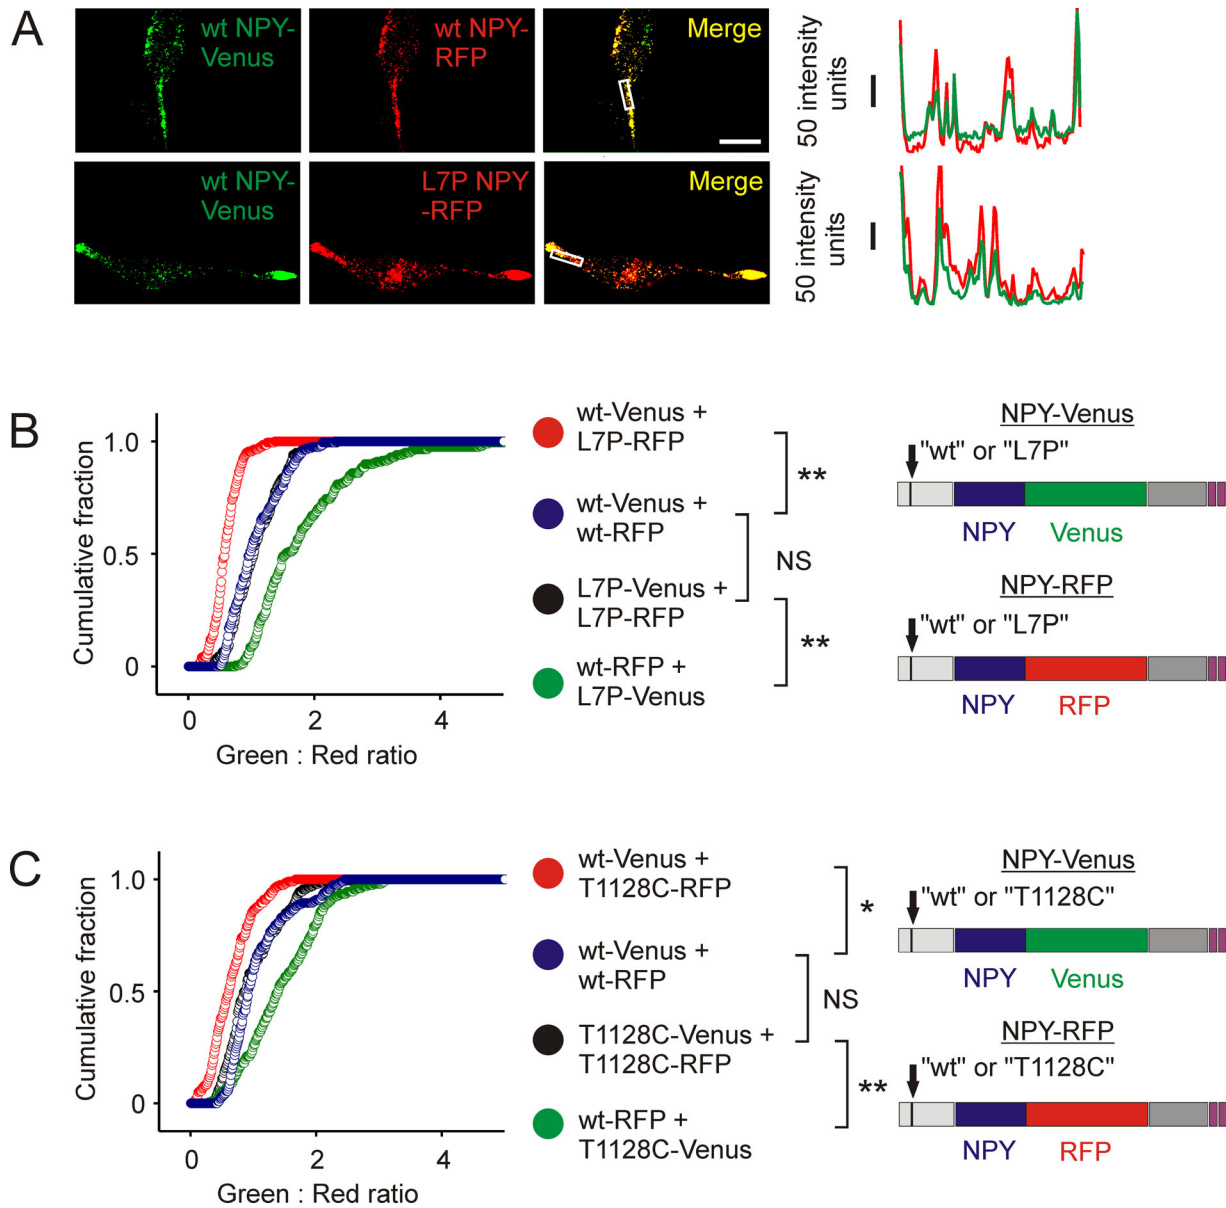 A
wt NPY-
Venus
wt NPY-
RFP
Merge
50 intensity
units
wt NPY-
Venus
L7P NPY
-RFP
Merge
50 intensity
units
B
Cumulative fraction
1.0
0.5
0
0
2
4
Green : Red ratio
wt-Venus +
L7P-RFP
wt-Venus +
wt-RFP
L7P-Venus +
L7P-RFP
wt-RFP +
L7P-Venus
**
NS
**
NPY-Venus
"wt" or "L7P"
NPY
Venus
NPY-RFP
"wt" or "L7P"
NPY
RFP
C
Cumulative fraction
1.0
0.5
0
0
2
4
Green : Red ratio
wt-Venus +
T1128C-RFP
wt-Venus +
wt-RFP
T1128C-Venus +
T1128C-RFP
wt-RFP +
T1128C-Venus
*
NS
**
NPY-Venus
"wt" or "T1128C"
NPY
Venus
NPY-RFP
"wt" or "T1128C"
NPY
RFP